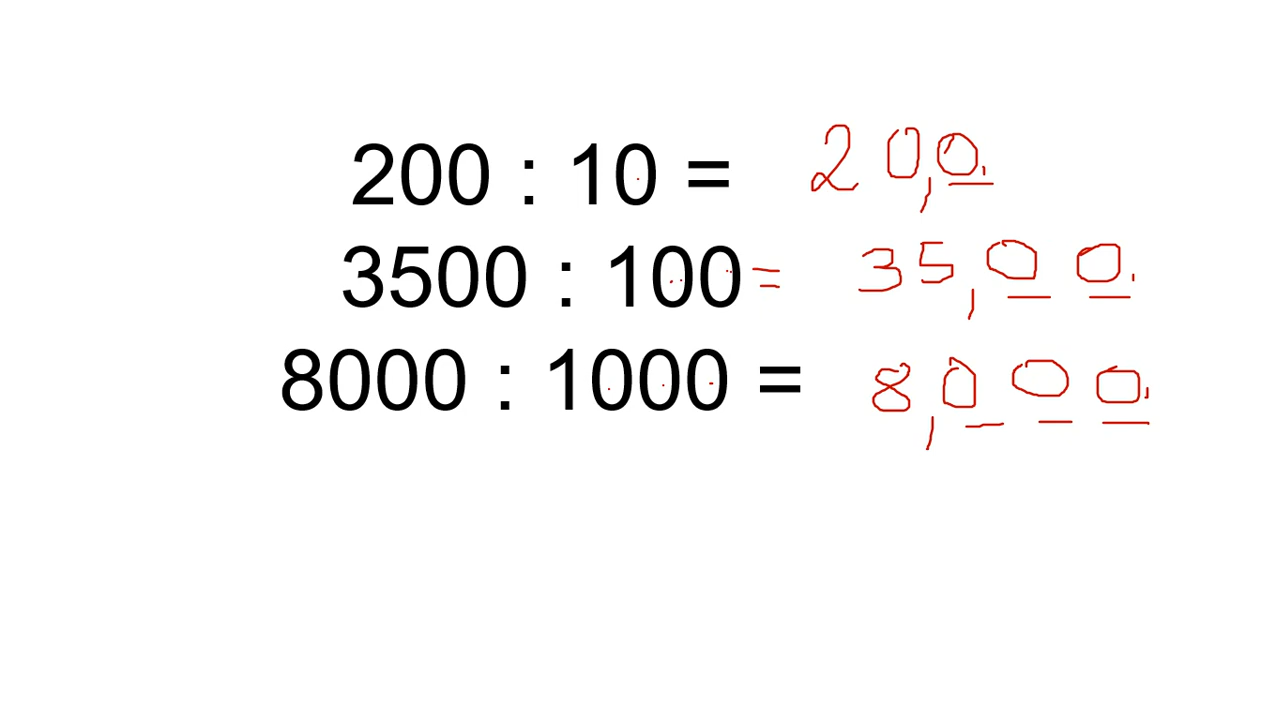 200 : 10 = 20,0.
3500 : 100 = 35,00.
8000 : 1000 = 8,000.